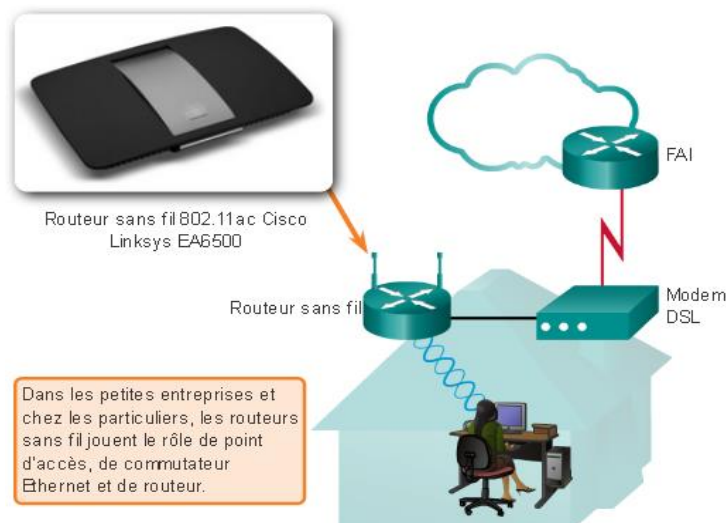 Routeur sans fil 802.11ac Cisco
Linksys EA6500
FAI
Routeur sans fil
Modem
DSL
Dans les petites entreprises et
chez les particuliers, les routeurs
sans fil jouent le rôle de point
d'accès, de commutateur
Ethernet et de routeur.